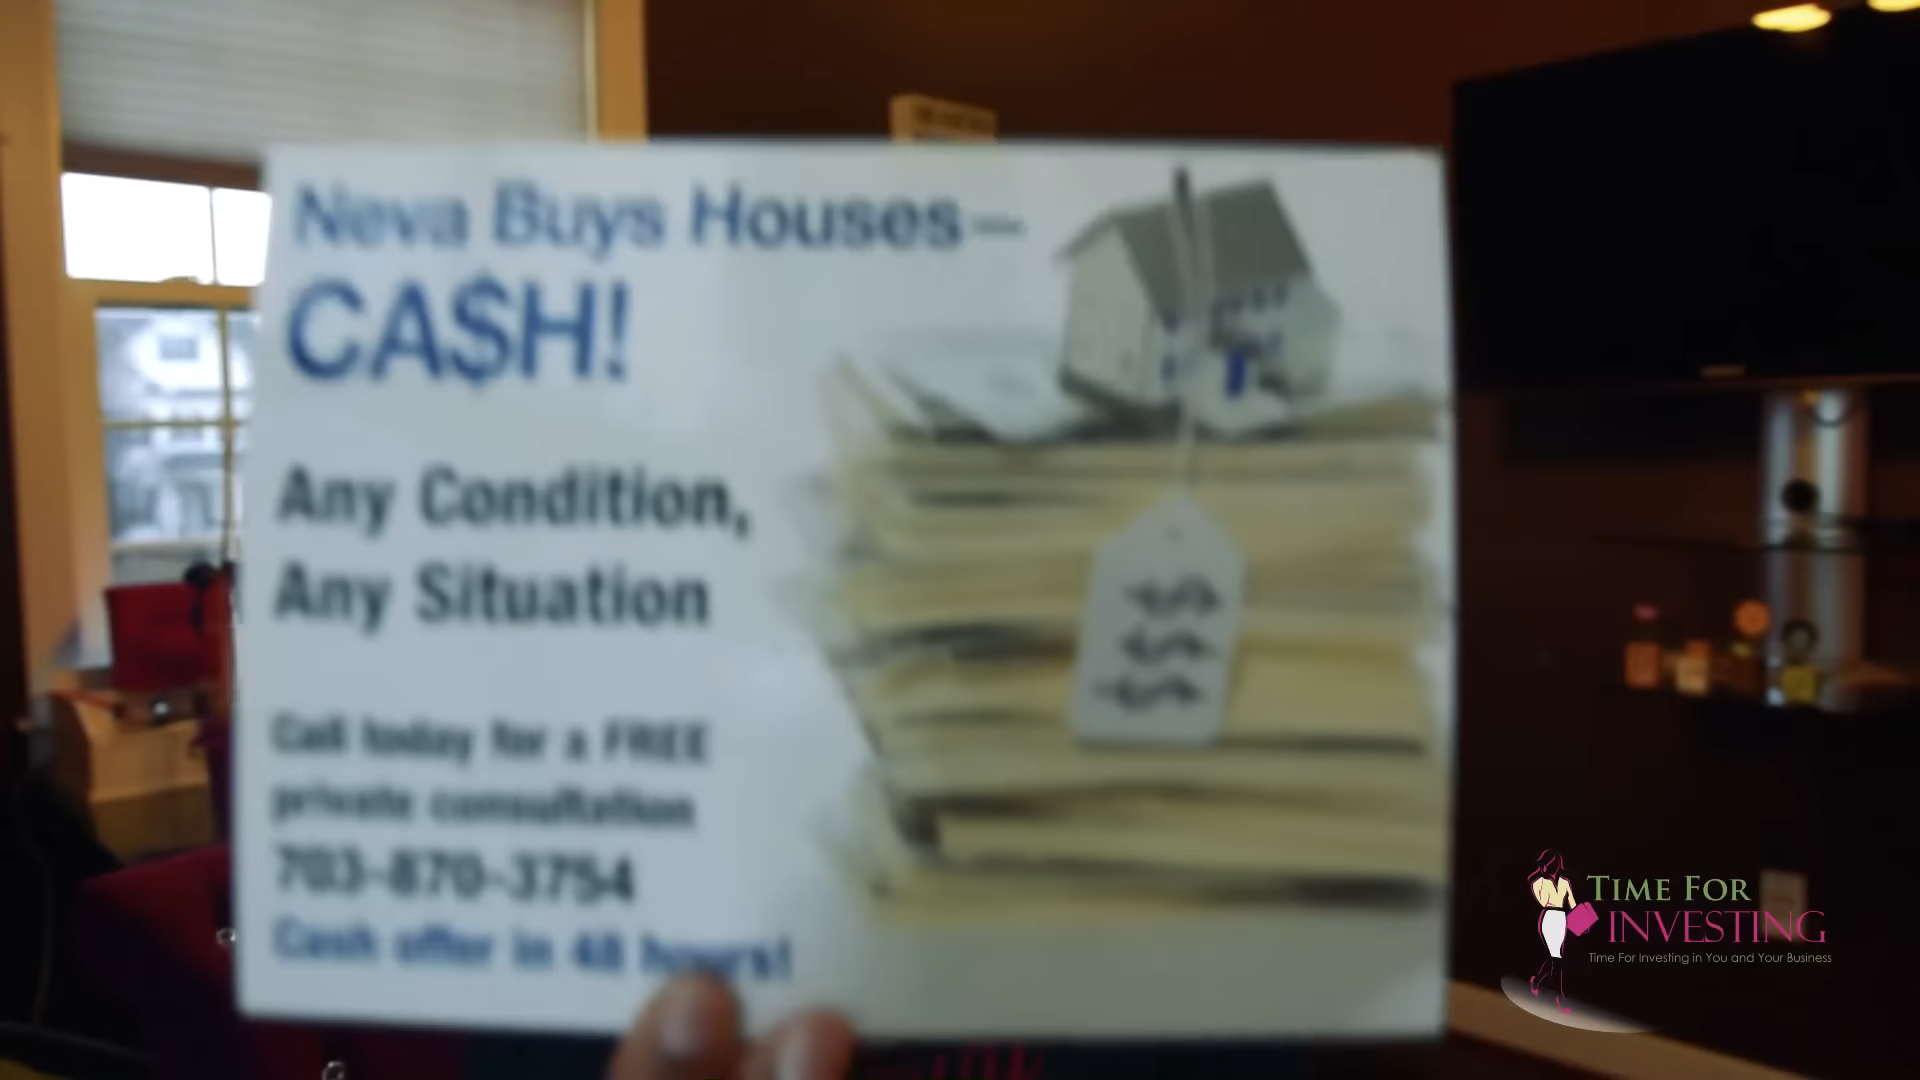 Neva Buys Houses—
CA$H!
Any Condition,
Any Situation
Call today for a FREE
private consultation
703-870-3754
Cash offer in 48 hours!
$
$
$
TIME FOR
INVESTING
Time For Investing in You and Your Business